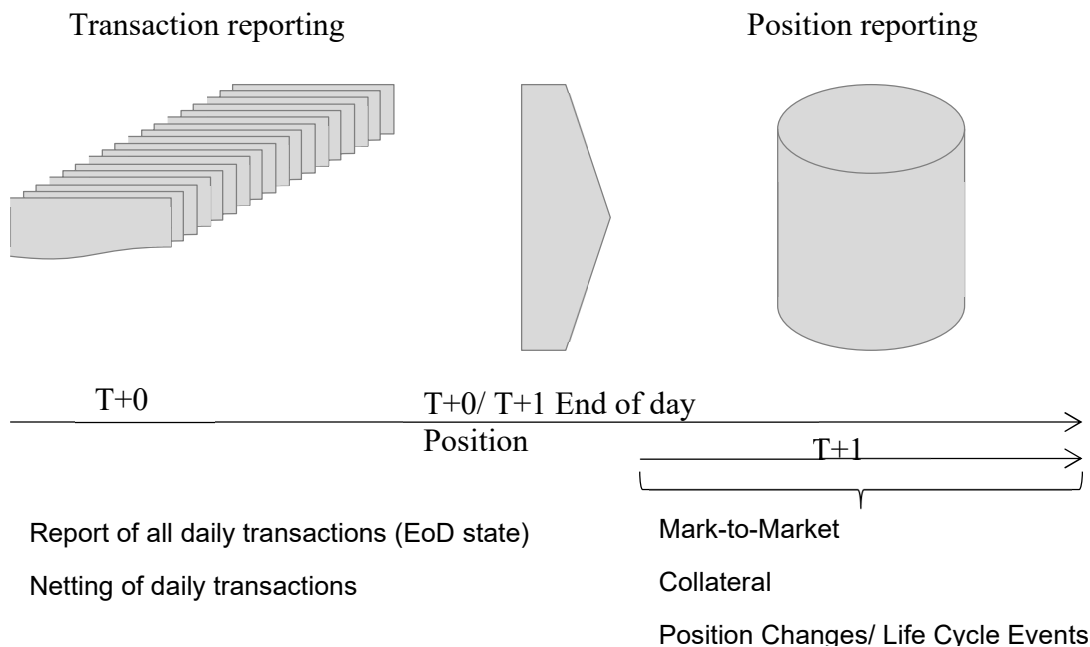 Transaction reporting
Position reporting
T+0
T+0/ T+1 End of day
Position
T+1
Report of all daily transactions (EoD state)
Netting of daily transactions
Mark-to-Market
Collateral
Position Changes/ Life Cycle Events